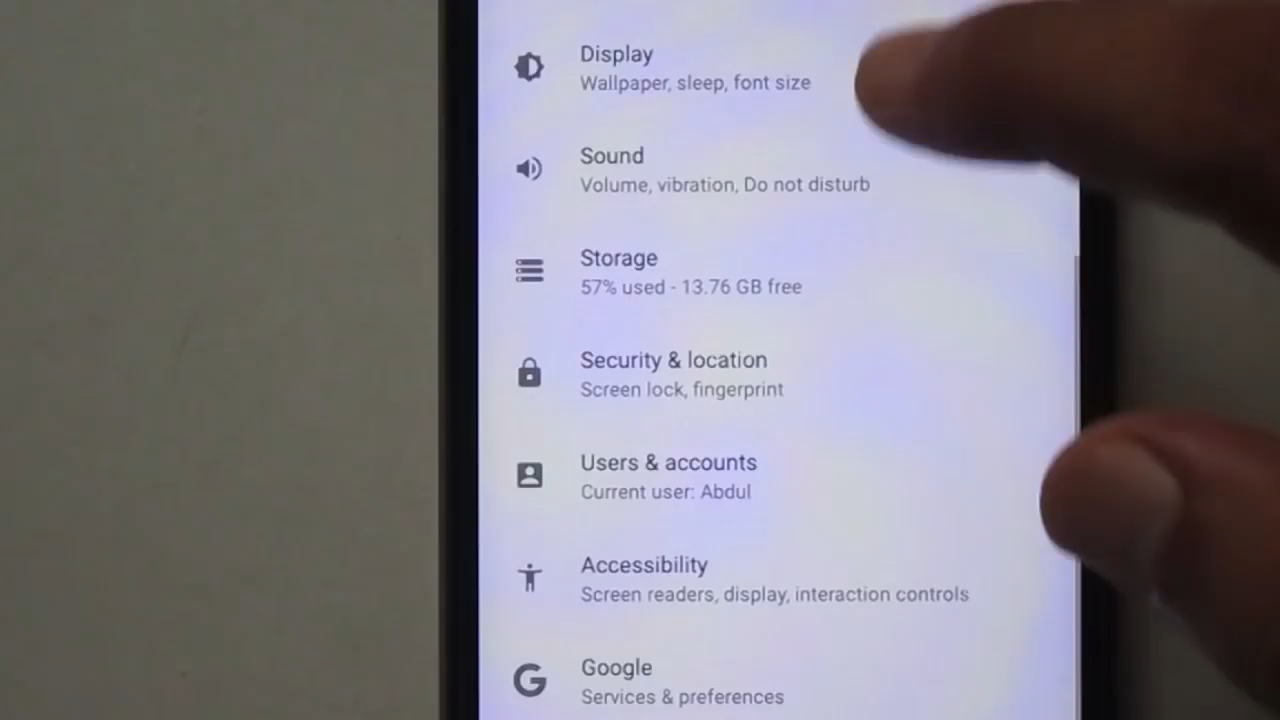 Display
Wallpaper, sleep, font size
Sound
Volume, vibration, Do not disturb
Storage
57% used - 13.76 GB free
Security & location
Screen lock, fingerprint
Users & accounts
Current user: Abdul
Accessibility
Screen readers, display, interaction controls
Google
Services & preferences